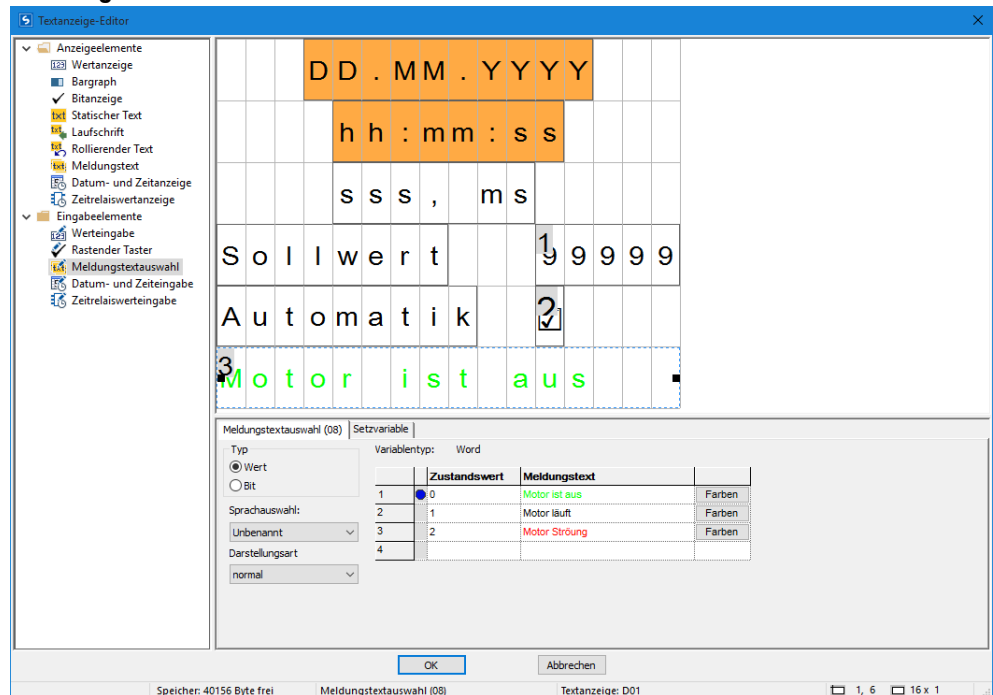 Textanzeige-Editor
Anzeigeelemente
Wertanzeige
Bargraph
Bitanzeige
Statischer Text
Laufschrift
Rollierender Text
Meldungstext
Datum- und Zeitanzeige
Zeitrelaiswertanzeige
Eingabeelemente
Werteingabe
Rastender Taster
Meldungstextauswahl
Datum- und Zeiteingabe
Zeitrelaiswerteingabe
DD.MM.YYYY
hh:mm:ss
sss, ms
Sollwert 1 99999
Automatik 2
3
Motor ist aus
Meldungstextauswahl (08) Setzvariable
Typ
Wert
Bit
Sprachauswahl:
Unbenannt
Darstellungsart
normal
Variablentyp: Word
Zustandswert Meldungstext
1 0 Motor ist aus Farben
2 1 Motor läuft Farben
3 2 Motor Ströung Farben
4
OK Abbrechen
Speicher: 40156 Byte frei Meldungstextauswahl (08) Textanzeige: D01 1, 6 16 x 1